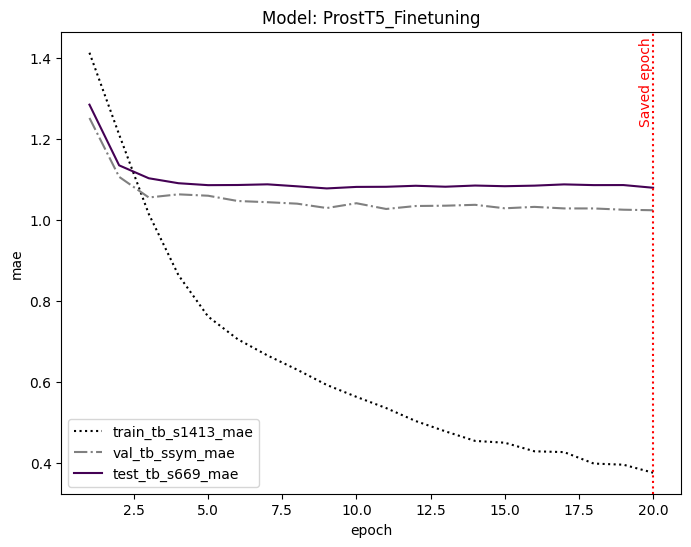 Model: ProstT5_Finetuning
1.4
1.2
1.0
0.8
0.6
0.4
mae
Saved epoch
train_tb_s1413_mae
val_tb_ssym_mae
test_tb_s669_mae
2.5
5.0
7.5
10.0
12.5
15.0
17.5
20.0
epoch